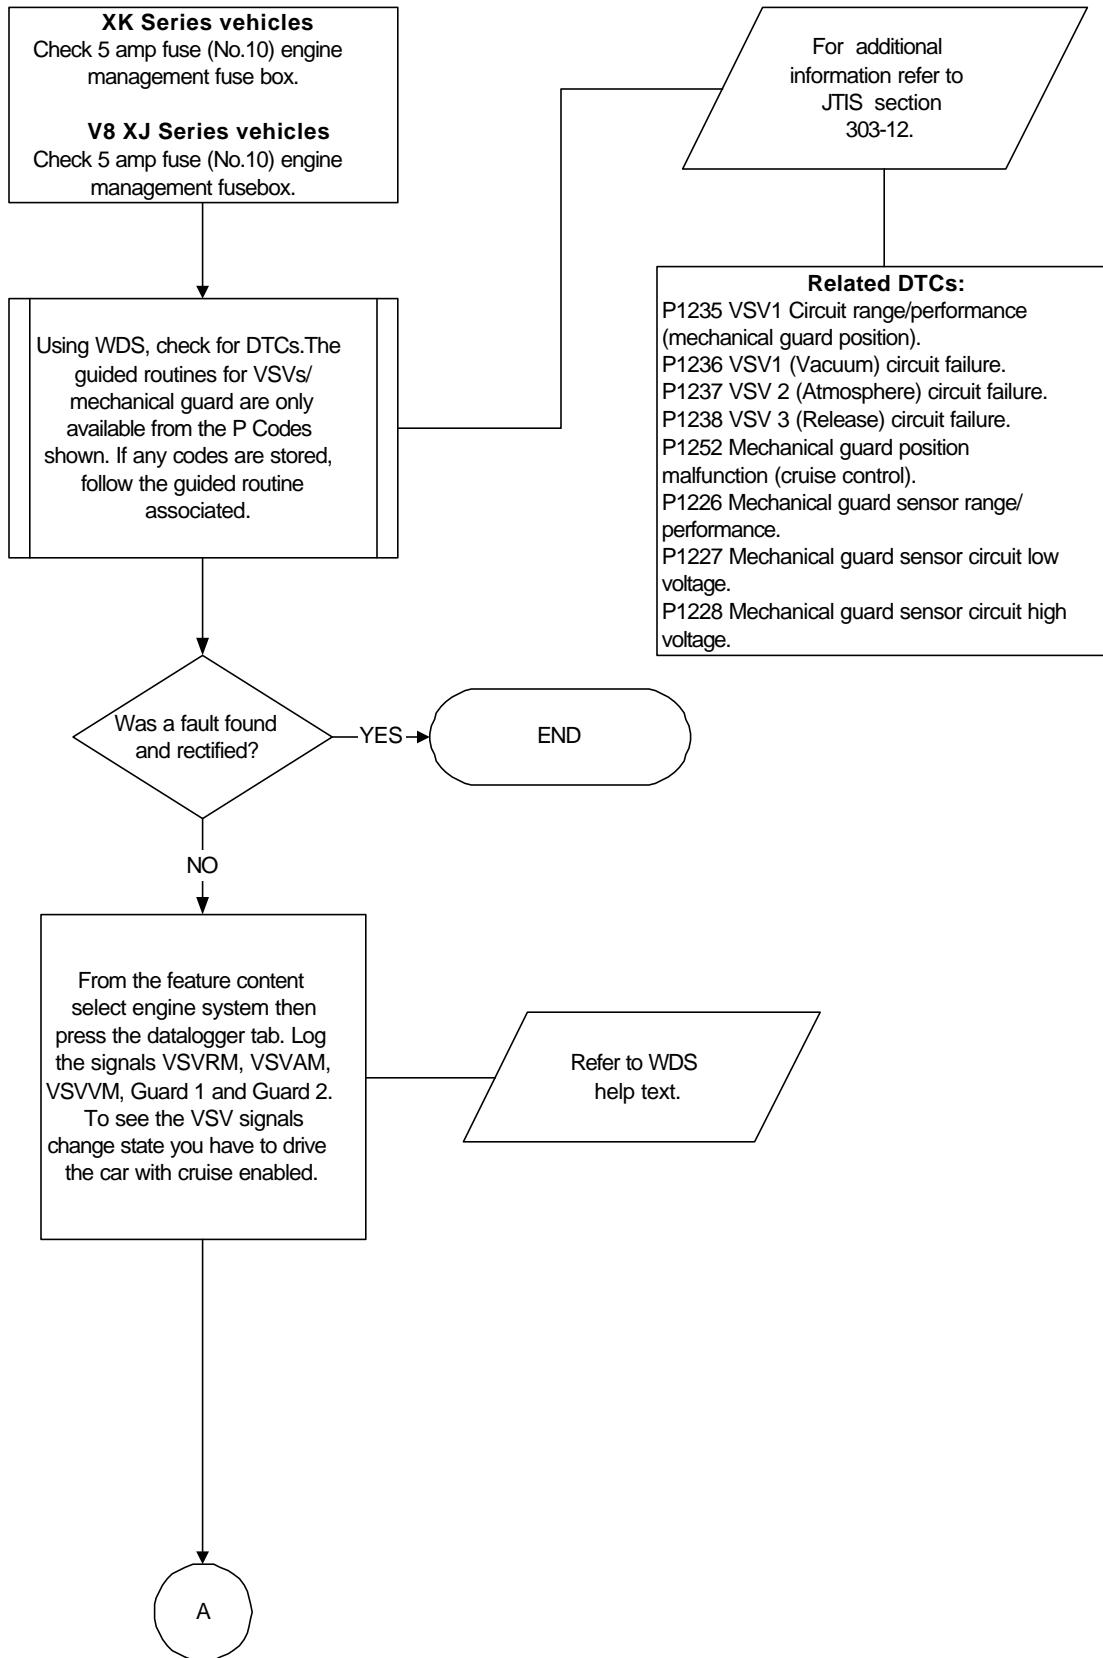 XK Series vehicles
Check 5 amp fuse (No.10) engine
management fuse box.
V8 XJ Series vehicles
Check 5 amp fuse (No.10) engine
management fusebox.
For additional
information refer to
JTIS section
303-12.
Using WDS, check for DTCs.The
guided routines for VSVs/
mechanical guard are only
available from the P Codes
shown. If any codes are stored,
follow the guided routine
associated.
Related DTCs:
P1235 VSV1 Circuit range/performance
(mechanical guard position).
P1236 VSV1 (Vacuum) circuit failure.
P1237 VSV 2 (Atmosphere) circuit failure.
P1238 VSV 3 (Release) circuit failure.
P1252 Mechanical guard position
malfunction (cruise control).
P1226 Mechanical guard sensor range/
performance.
P1227 Mechanical guard sensor circuit low
voltage.
P1228 Mechanical guard sensor circuit high
voltage.
Was a fault found
and rectified?
YES
END
NO
From the feature content
select engine system then
press the datalogger tab. Log
the signals VSVRM, VSVAM,
VSVVM, Guard 1 and Guard 2.
To see the VSV signals
change state you have to drive
the car with cruise enabled.
Refer to WDS
help text.
A